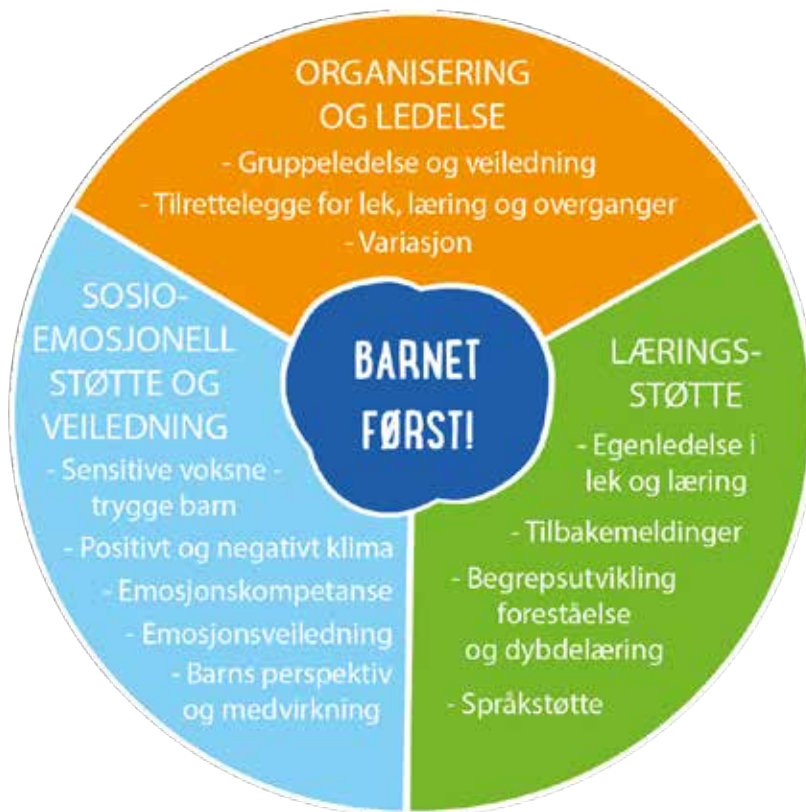 ORGANISERING
OG LEDELSE
- Gruppeledelse og veiledning
- Tilrettelegge for lek, læring og overganger
- Variasjon
SOSIO-
EMOSJONELL
STØTTE OG
VEILEDNING
- Sensitive voksne -
trygge barn
- Positivt og negativt klima
- Emosjonskompetanse
- Emosjonsveiledning
- Barns perspektiv
og medvirkning
BARNET
FØRST!
LÆRINGS-
STØTTE
- Egenledelse i
lek og læring
- Tilbakemeldinger
- Begrepsutvikling
foreståelse
og dybdelæring
- Språkstøtte